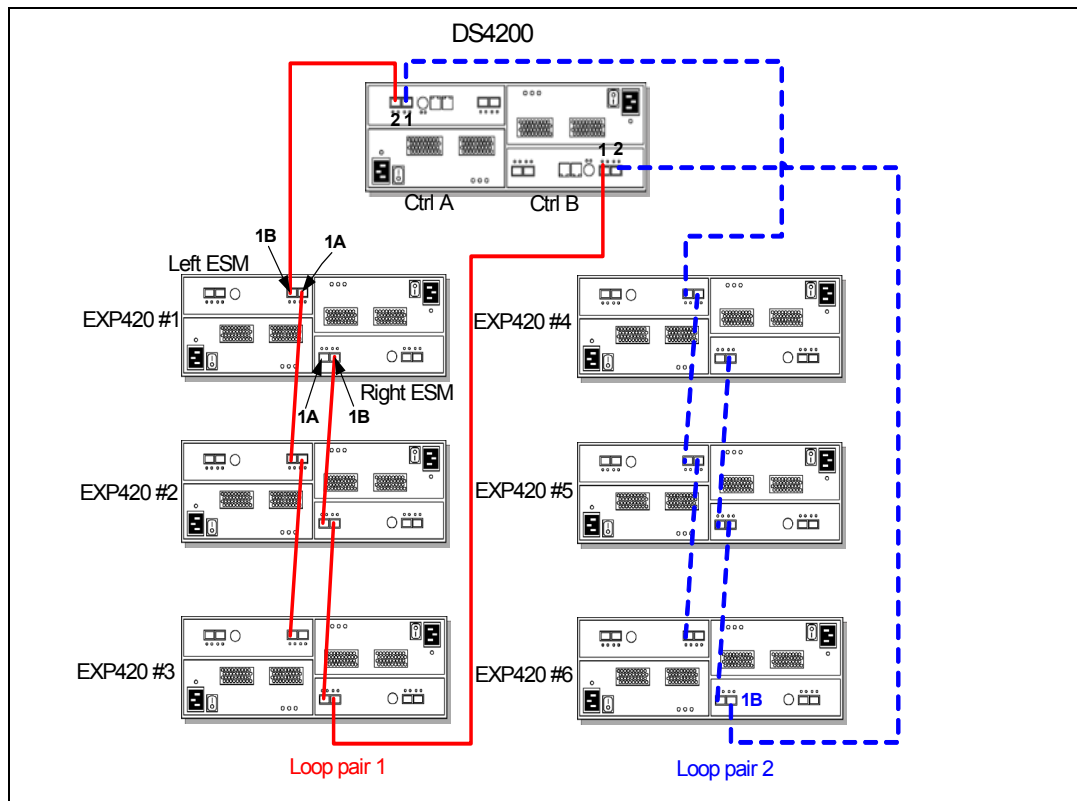 DS4200
2 1
1 2
Ctrl A
Ctrl B
1B
1A
Left ESM
EXP420 #1
EXP420 #4
Right ESM
1A
1B
EXP420 #2
EXP420 #5
EXP420 #3
EXP420 #6
1B
Loop pair 1
Loop pair 2